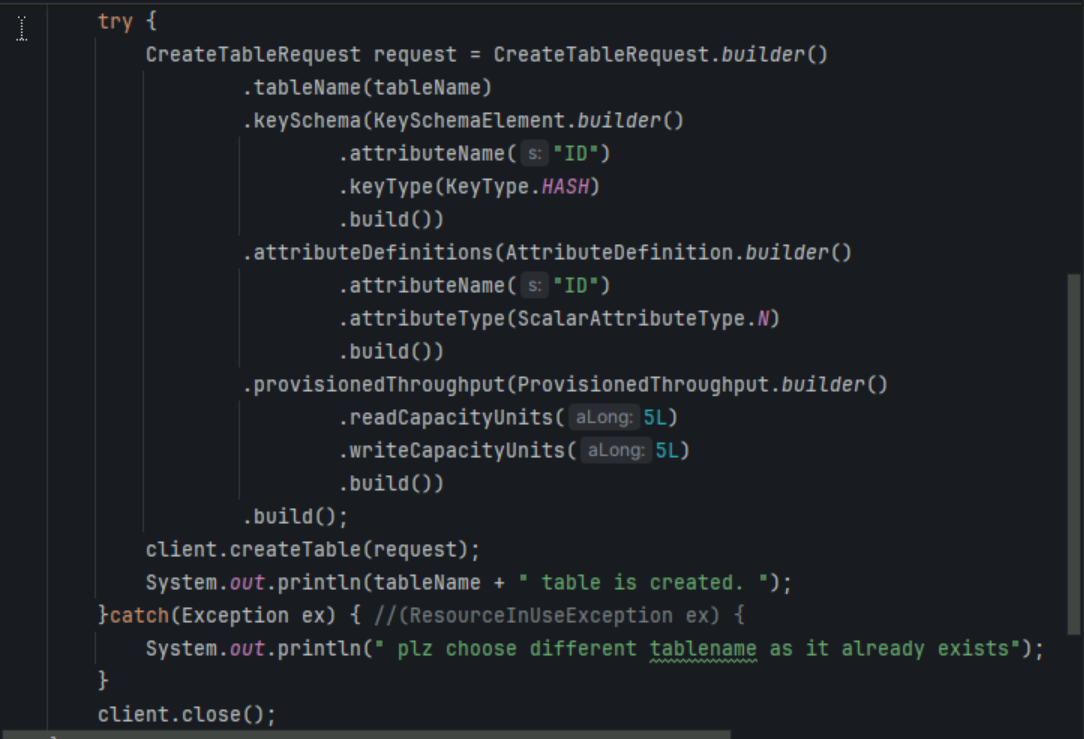 try {
CreateTableRequest request = CreateTableRequest.builder()
.tableName(tableName)
.keySchema(KeySchemaElement.builder()
.attributeName( s: "ID")
.keyType(KeyType.HASH)
.build())
.attributeDefinitions(AttributeDefinition.builder()
.attributeName( s: "ID")
.attributeType(ScalarAttributeType.N)
.build())
.provisionedThroughput(ProvisionedThroughput.builder()
.readCapacityUnits( aLong: 5L)
.writeCapacityUnits( aLong: 5L)
.build())
.build();
client.createTable(request);
System.out.println(tableName + " table is created. ");
}catch(Exception ex) { //(ResourceInUseException ex) {
System.out.println(" plz choose different tablename as it already exists");
}
client.close();